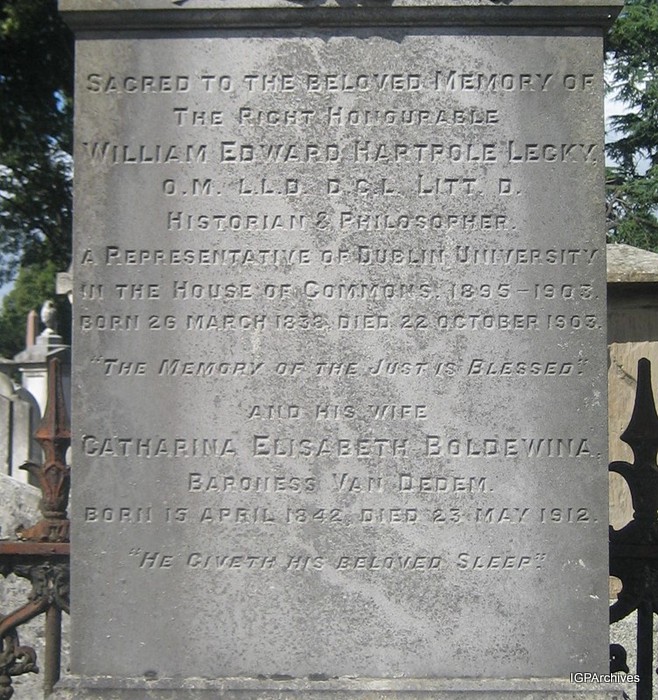 Sacred to the beloved Memory of
The Right Honourable
William Edward Hartpole Lecky,
O.M. L.L.D. D.C.L. Litt. D.
Historian & Philosopher.
A Representative of Dublin University
in the House of Commons. 1895-1903.
Born 26 March 1838, Died 22 October 1903.
"The Memory of the Just is Blessed."
and his wife
Catharina Elisabeth Boldewina,
Baroness Van Dedem.
Born 15 April 1842, Died 23 May 1912.
"He Giveth his beloved Sleep."
IGPArchives